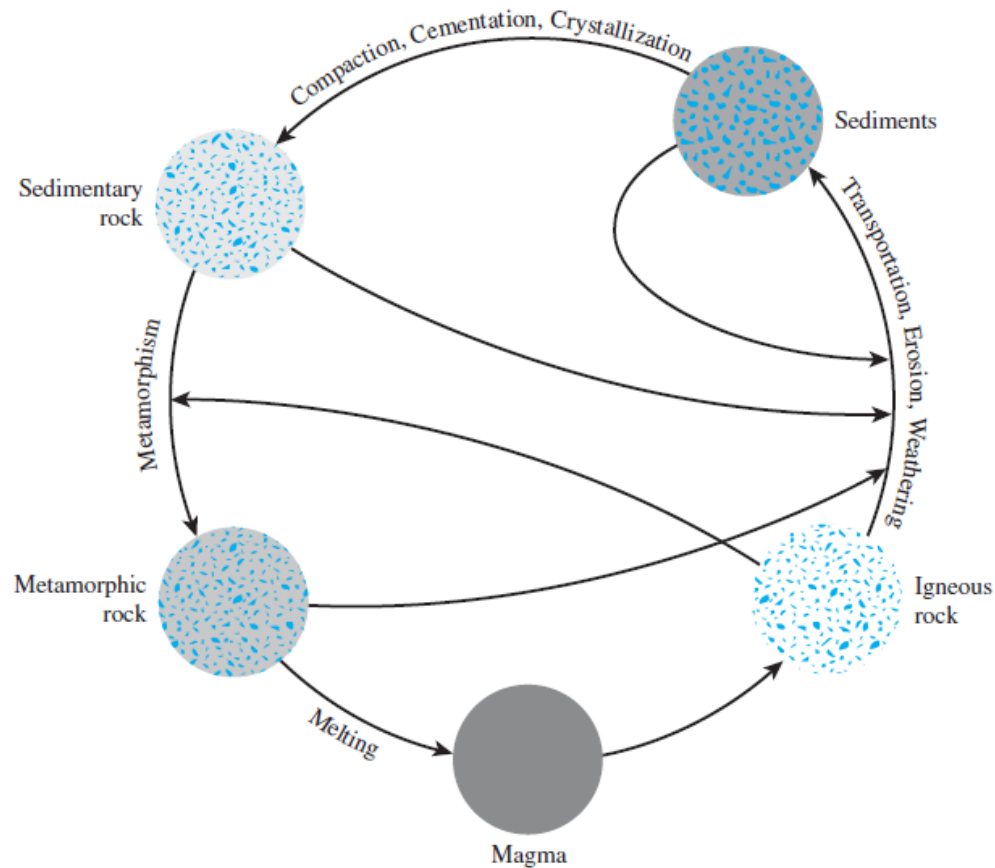 Compaction, Cementation, Crystallization
Sediments
Sedimentary
rock
Transportation, Erosion, Weathering
Metamorphism
Metamorphic
rock
Igneous
rock
Melting
Magma